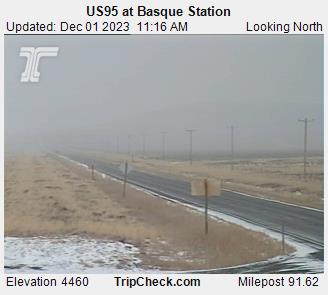 US95 at Basque Station
Updated: Dec 01 2023 11:16 AM Looking North
Elevation 4460 TripCheck.com Milepost 91.62